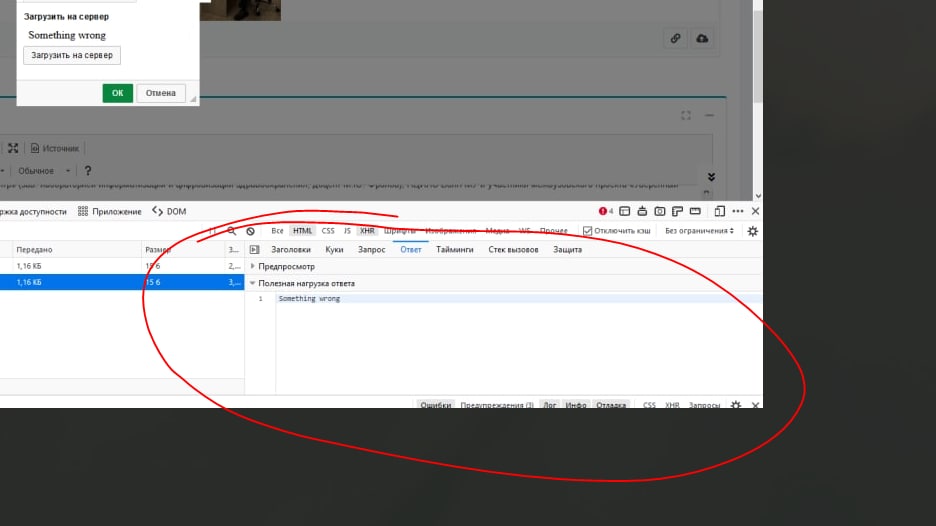 Загрузить на сервер
Something wrong
Загрузить на сервер
ОК Отмена
Источник
Обычное ?
ржка доступности Приложение DOM 4
Все HTML CSS JS XHR Шрифты Изображения Медиа WS Прочее Отключить кэш Без ограничения
Передано Размер З... Заголовки Куки Запрос Ответ Тайминги Стек вызовов Защита
1,16 КБ 15 б 2,... Предпросмотр
1,16 КБ 15 б 3,... Полезная нагрузка ответа
1 Something wrong
Ошибки Предупреждения (3) Лог Инфо Отладка CSS XHR Запросы